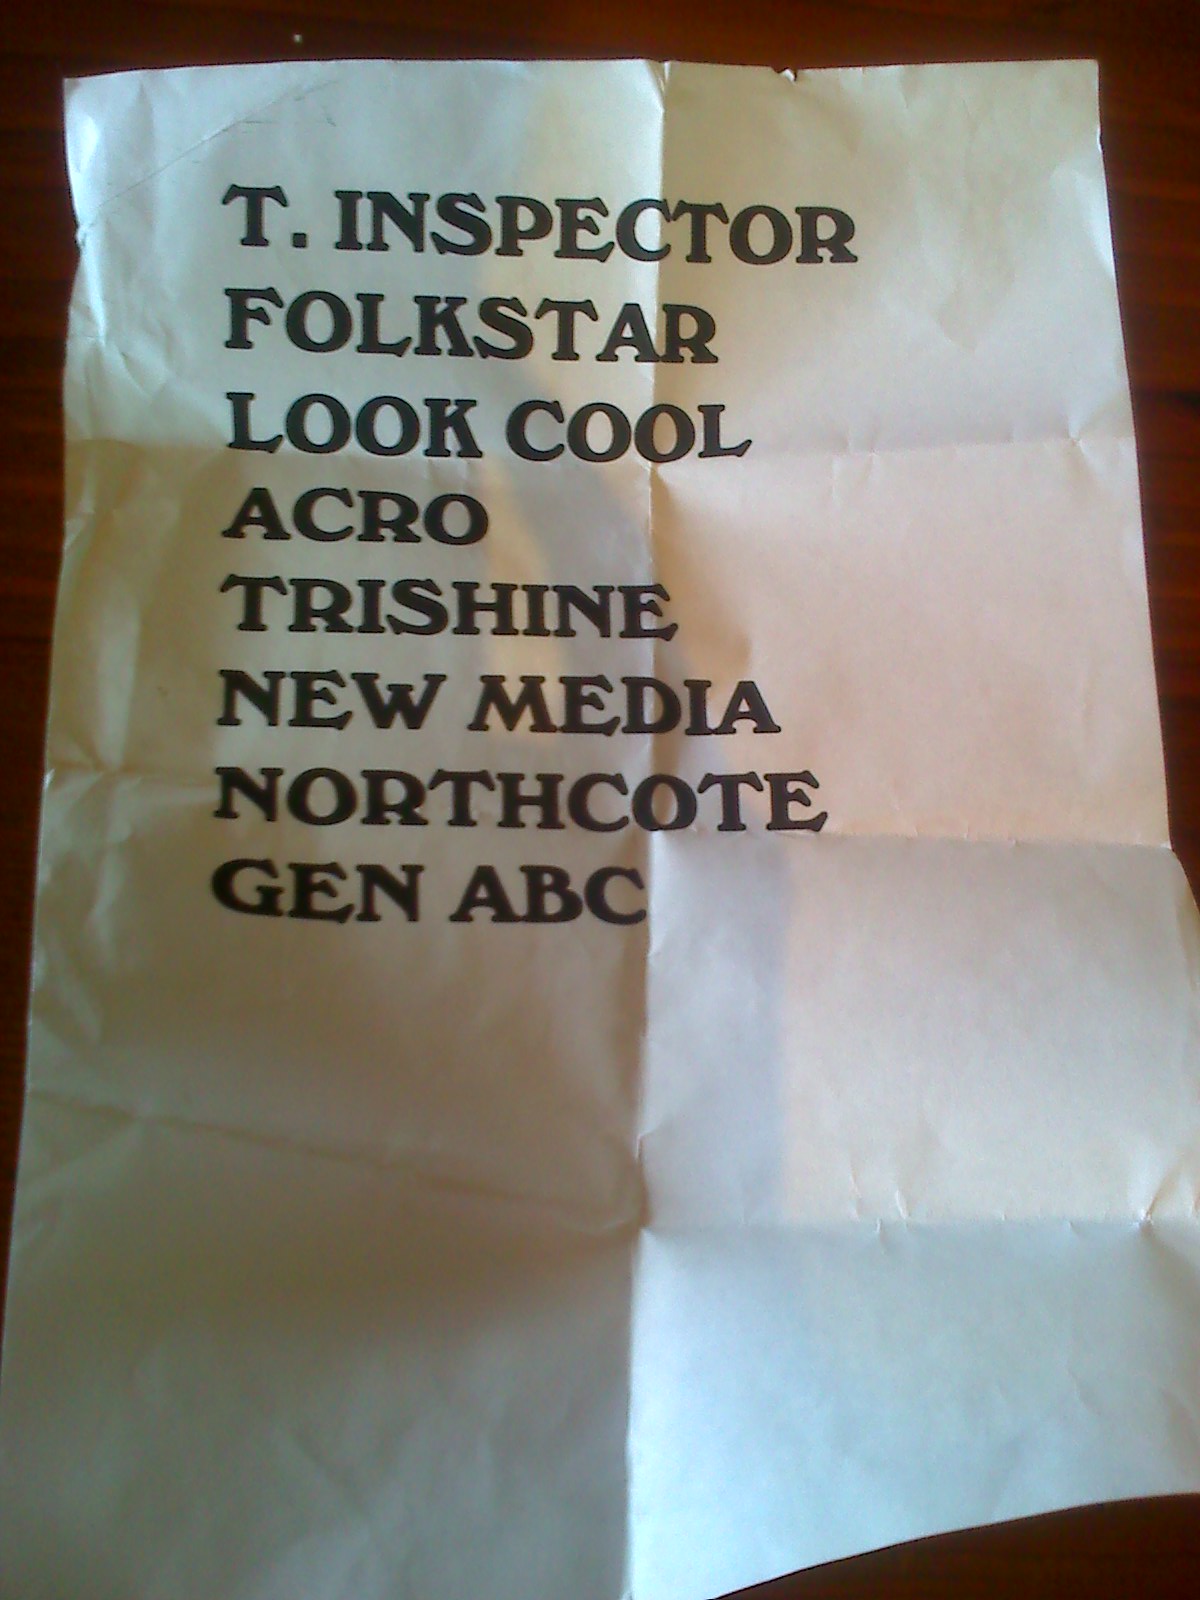 T. INSPECTOR
FOLKSTAR
LOOK COOL
ACRO
TRISHINE
NEW MEDIA
NORTHCOTE
GEN ABC